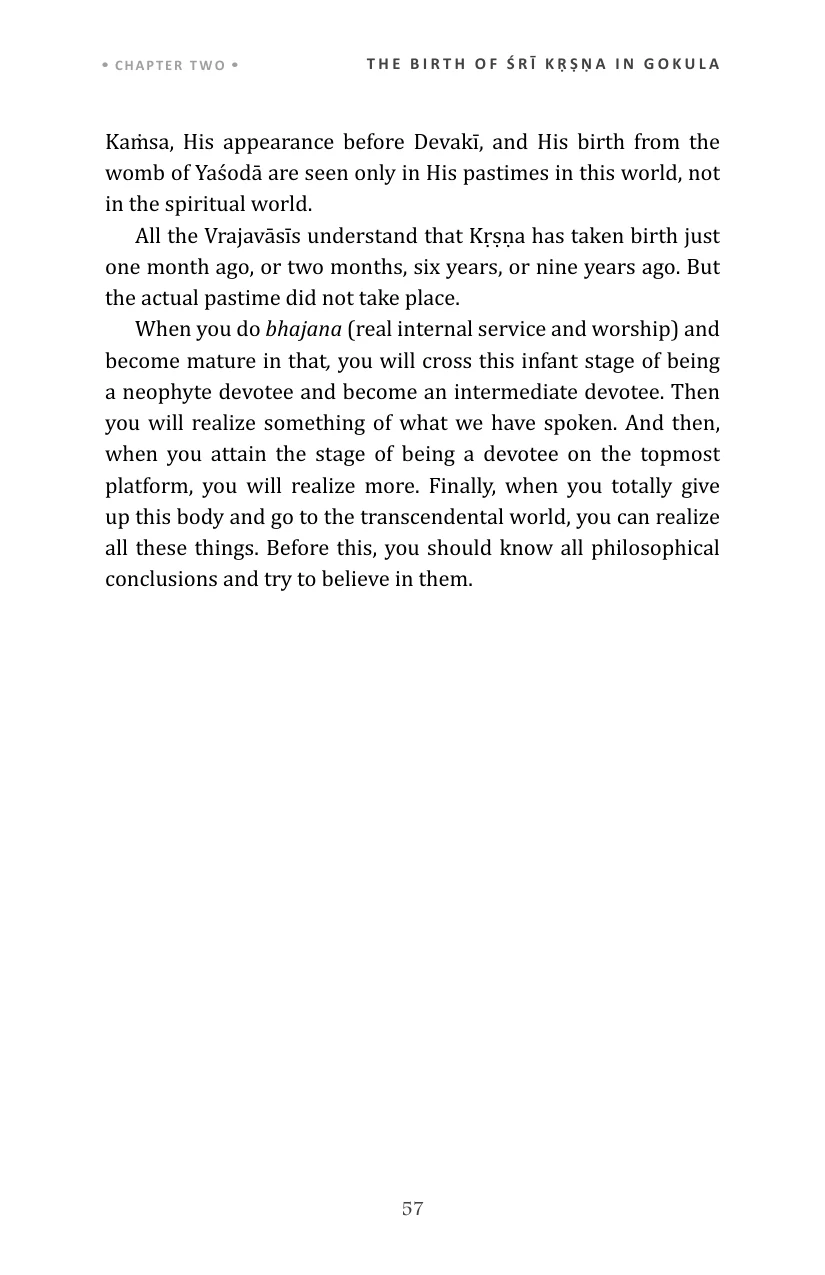 • CHAPTER TWO • THE BIRTH OF ŚRĪ KṚṢṆA IN GOKULA
Kaṁsa, His appearance before Devakī, and His birth from the
womb of Yaśodā are seen only in His pastimes in this world, not
in the spiritual world.
All the Vrajavāsīs understand that Kṛṣṇa has taken birth just
one month ago, or two months, six years, or nine years ago. But
the actual pastime did not take place.
When you do bhajana (real internal service and worship) and
become mature in that, you will cross this infant stage of being
a neophyte devotee and become an intermediate devotee. Then
you will realize something of what we have spoken. And then,
when you attain the stage of being a devotee on the topmost
platform, you will realize more. Finally, when you totally give
up this body and go to the transcendental world, you can realize
all these things. Before this, you should know all philosophical
conclusions and try to believe in them.
57